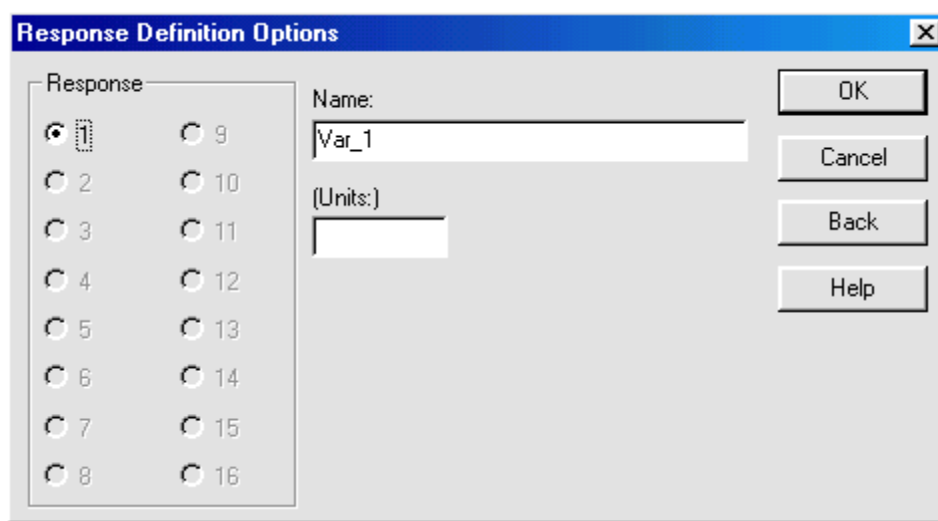 Response Definition Options
Response
1
9
2
10
3
11
4
12
5
13
6
14
7
15
8
16
Name:
Var_1
(Units:)
OK
Cancel
Back
Help